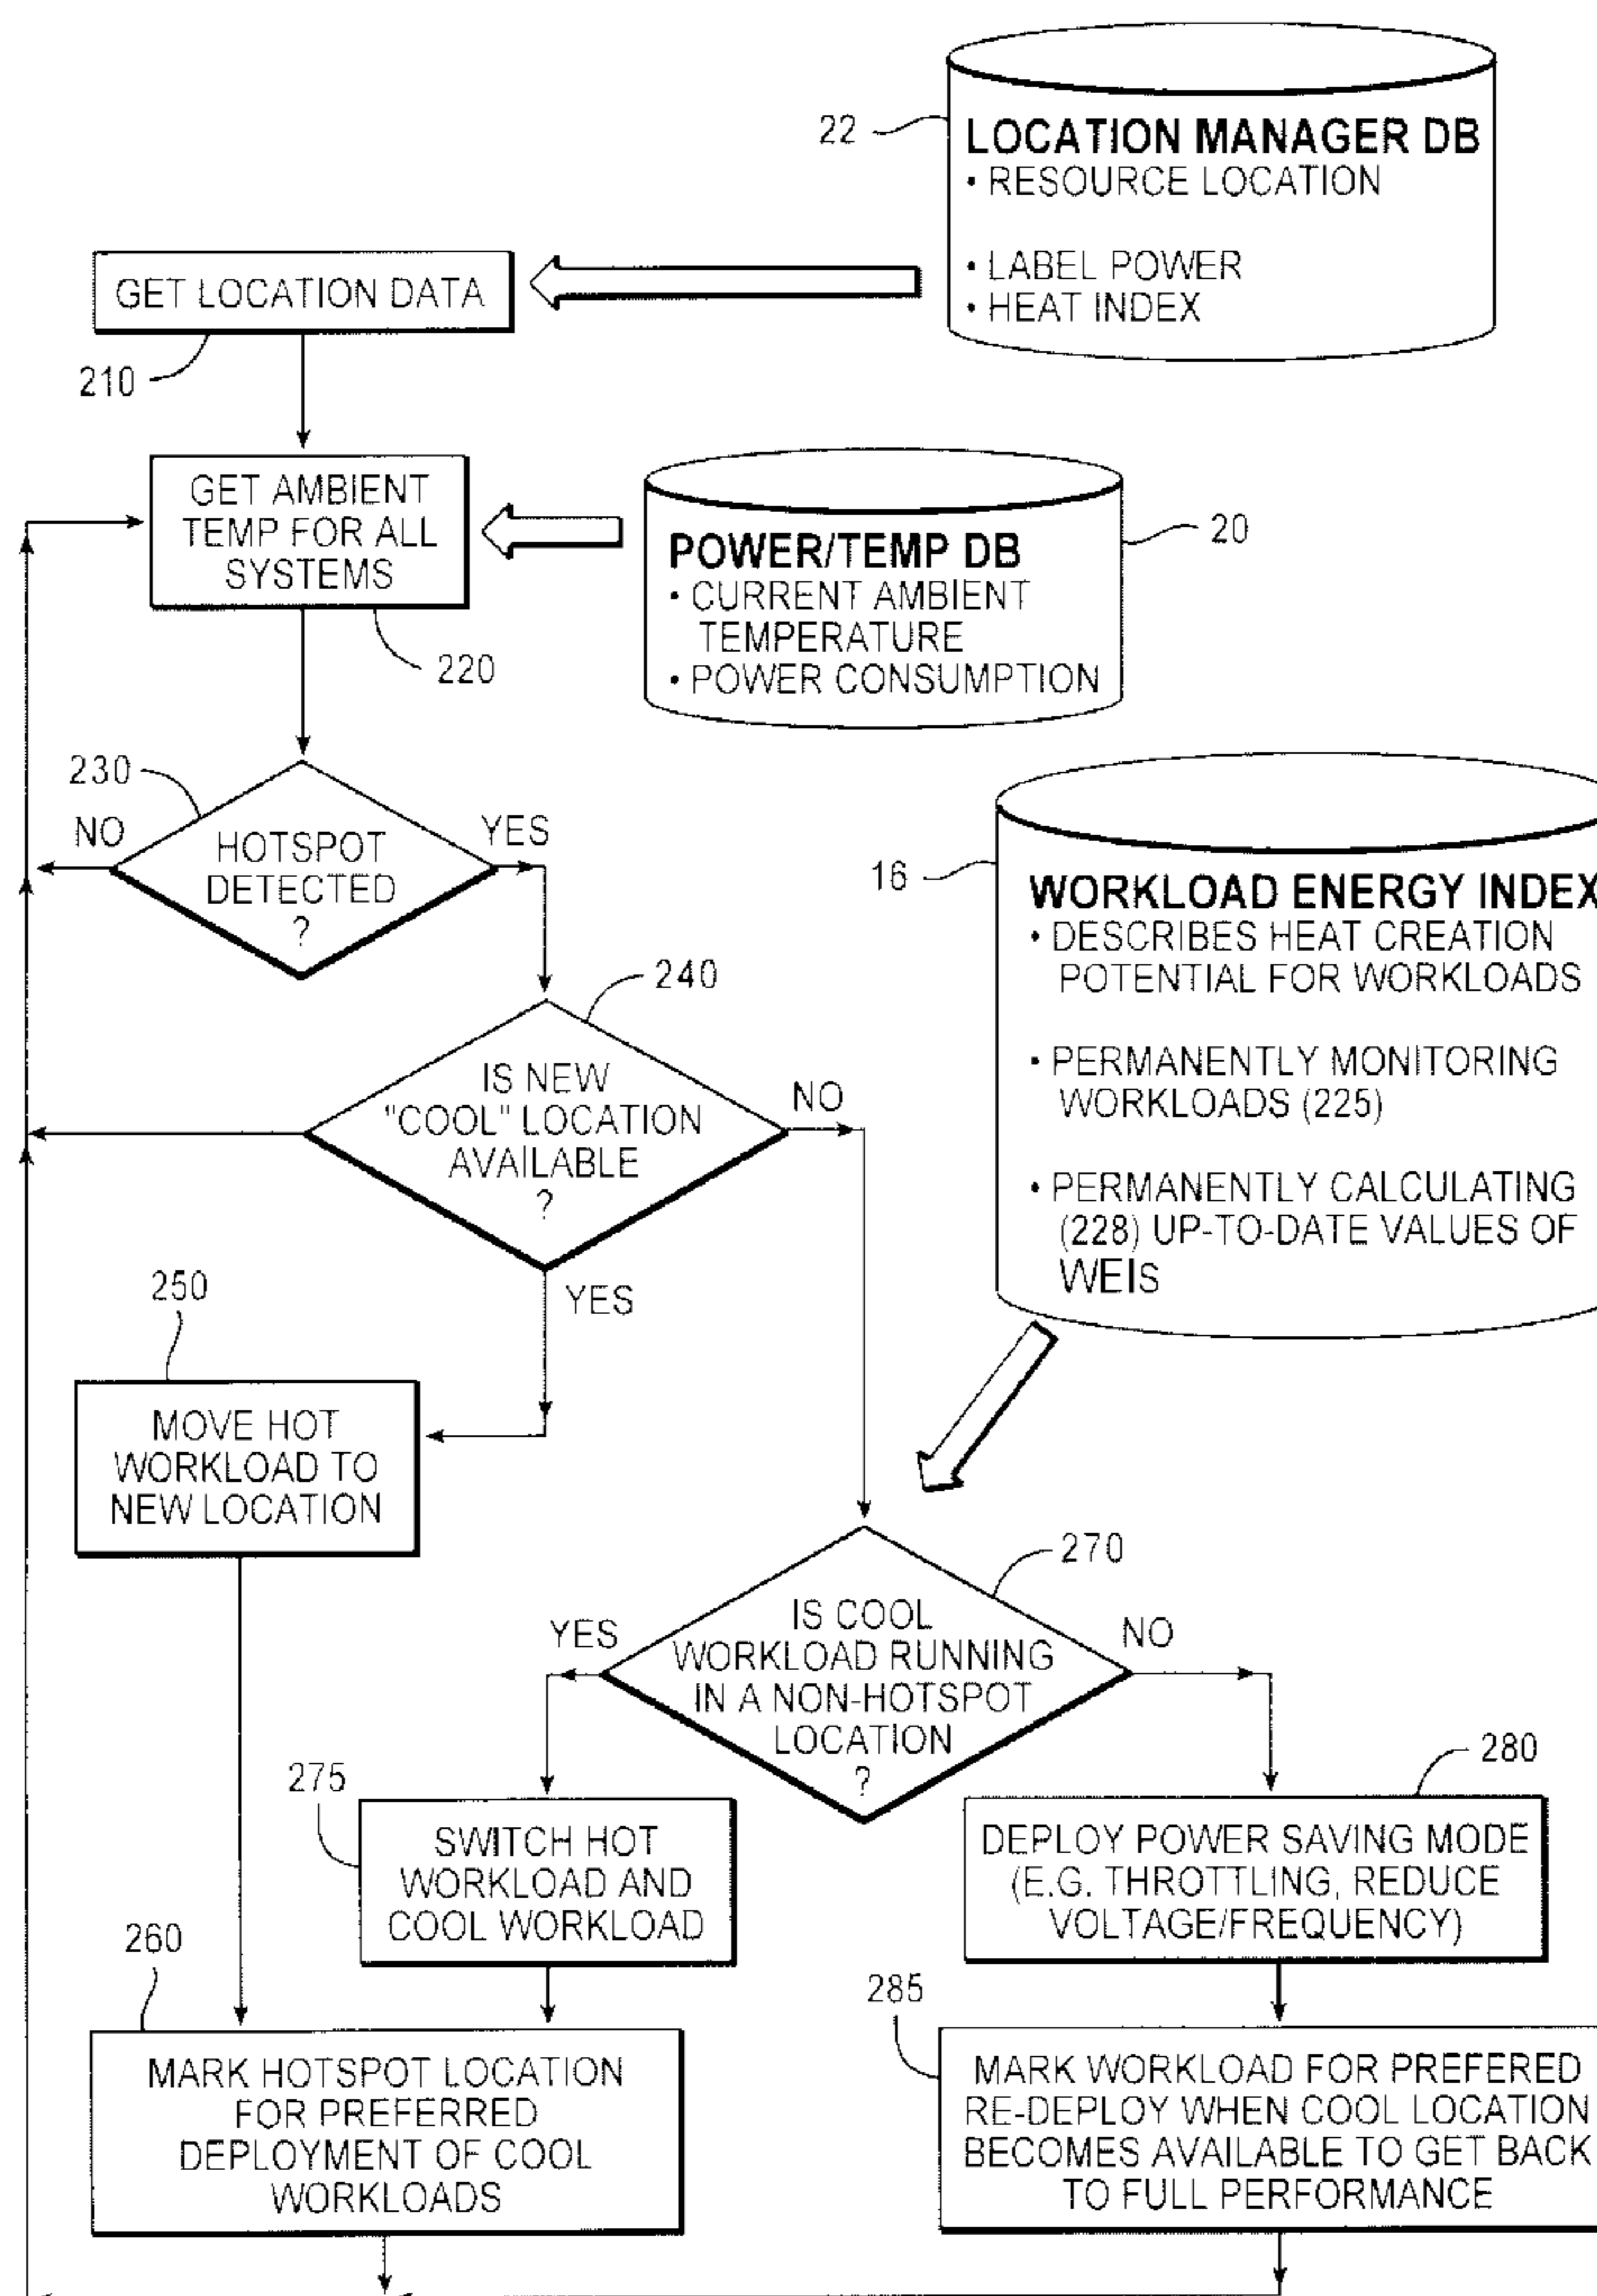 22
LOCATION MANAGER DB
• RESOURCE LOCATION
• LABEL POWER
• HEAT INDEX
GET LOCATION DATA
210
GET AMBIENT
TEMP FOR ALL
SYSTEMS
220
20
POWER/TEMP DB
• CURRENT AMBIENT
TEMPERATURE
• POWER CONSUMPTION
230
NO
YES
HOTSPOT
DETECTED
?
16
WORKLOAD ENERGY INDEX
• DESCRIBES HEAT CREATION
POTENTIAL FOR WORKLOADS
• PERMANENTLY MONITORING
WORKLOADS (225)
• PERMANENTLY CALCULATING
(228) UP-TO-DATE VALUES OF
WEIs
240
IS NEW
"COOL" LOCATION
AVAILABLE
?
NO
YES
250
MOVE HOT
WORKLOAD TO
NEW LOCATION
270
YES
NO
IS COOL
WORKLOAD RUNNING
IN A NON-HOTSPOT
LOCATION
?
275
SWITCH HOT
WORKLOAD AND
COOL WORKLOAD
280
DEPLOY POWER SAVING MODE
(E.G. THROTTLING, REDUCE
VOLTAGE/FREQUENCY)
260
MARK HOTSPOT LOCATION
FOR PREFERRED
DEPLOYMENT OF COOL
WORKLOADS
285
MARK WORKLOAD FOR PREFERED
RE-DEPLOY WHEN COOL LOCATION
BECOMES AVAILABLE TO GET BACK
TO FULL PERFORMANCE